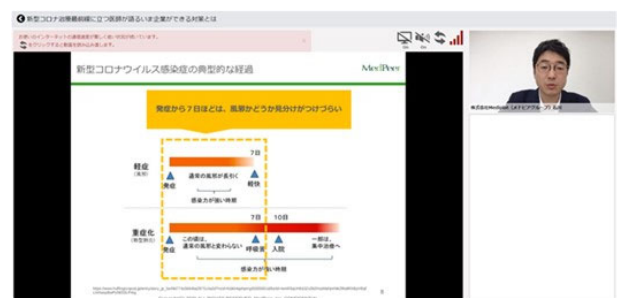 新型コロナ治療最前線に立つ医師が語るいま企業ができる対策とは
新型コロナウイルス感染症の典型的な経過
MedPeer
発症から7日ほどは、風邪かどうか見分けがつけづらい
7日
軽症
(風邪)
発症
通常の風邪が長引く
軽快
感染力が強い時期
7日
10日
重症化
(新型肺炎)
発症
この頃は、
通常の風邪と変わらない
呼吸苦
入院
一部は、
集中治療へ
感染力が強い時期